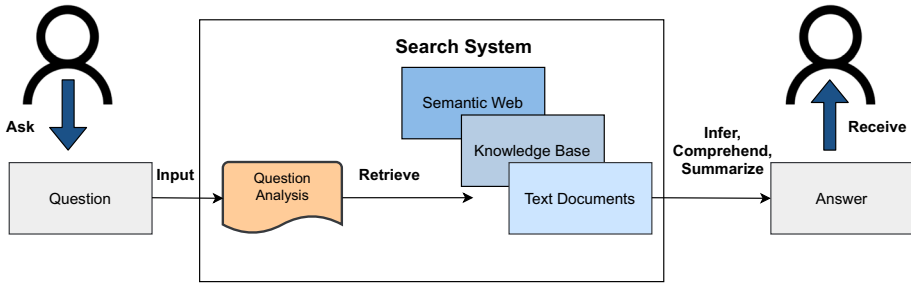 Search System
Semantic Web
Knowledge Base
Text Documents
Ask
Question
Input
Question
Analysis
Retrieve
Infer,
Comprehend,
Summarize
Receive
Answer